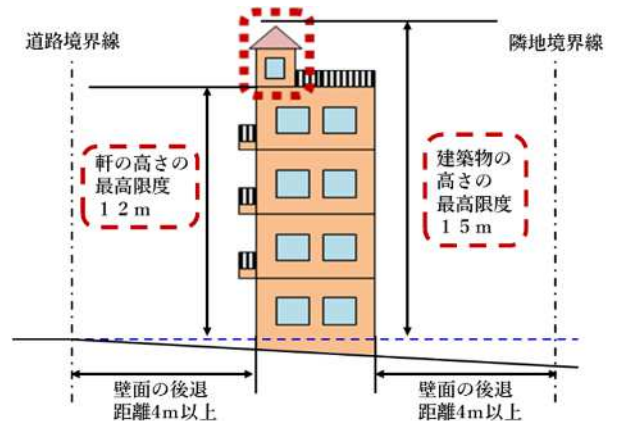 道路境界線
隣地境界線
軒の高さの
最高限度
１２ｍ
建築物の
高さの
最高限度
１５ｍ
壁面の後退
距離4m以上
壁面の後退
距離4m以上